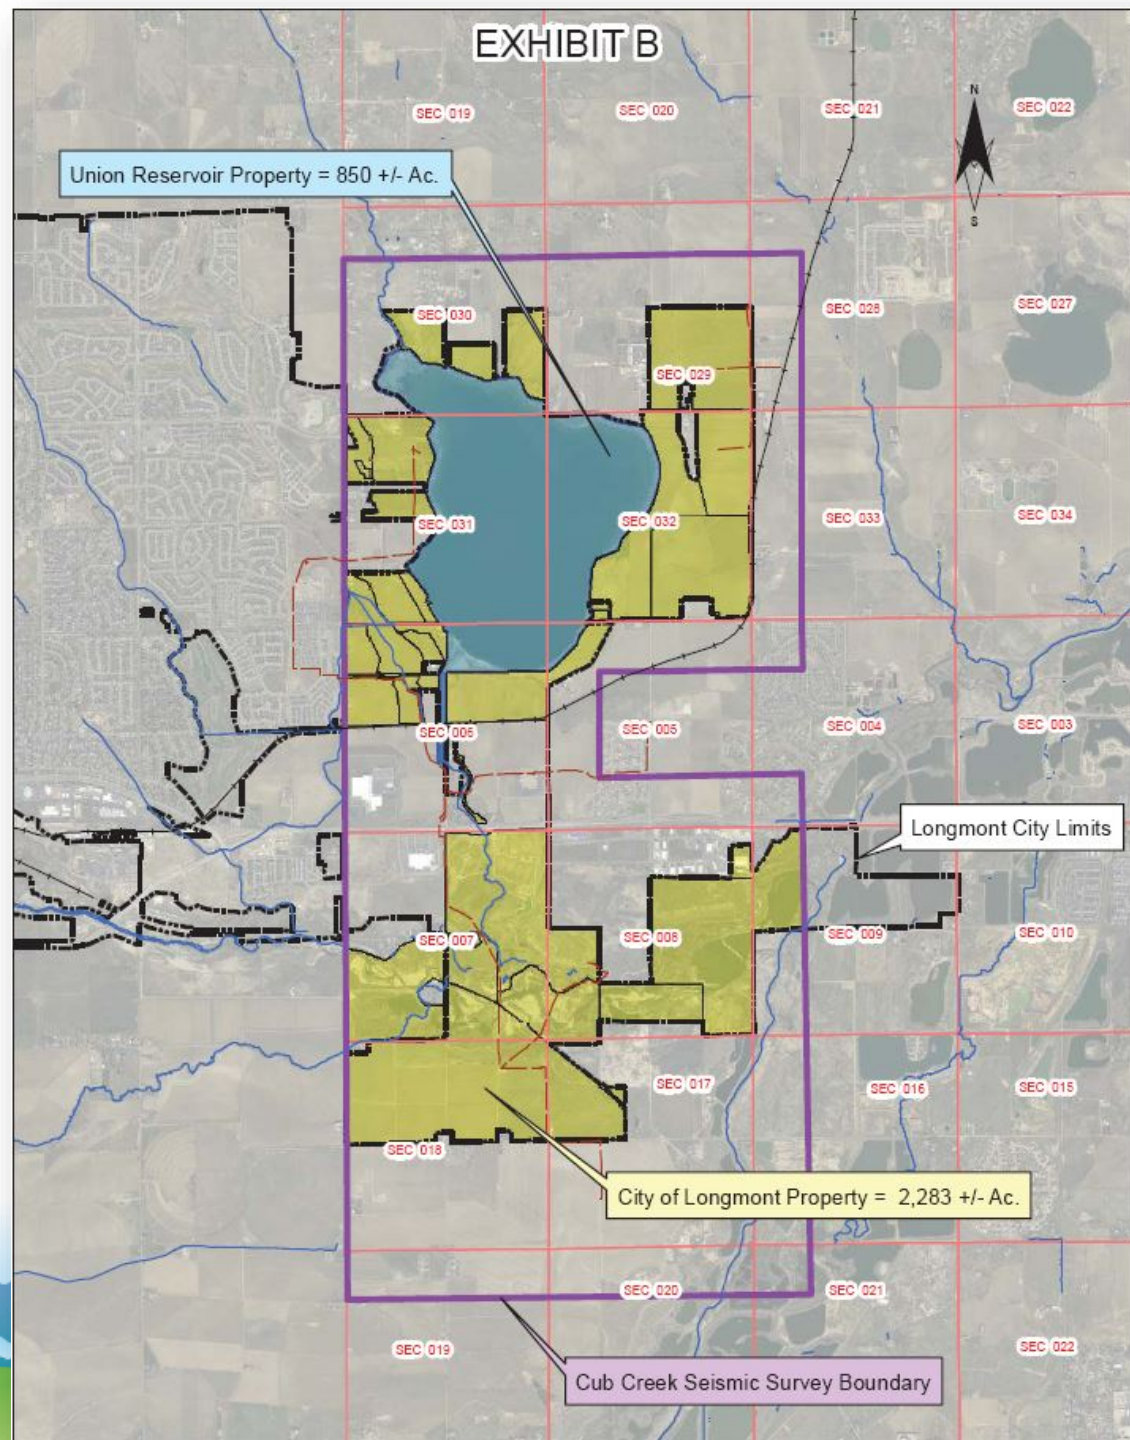 EXHIBIT B
N
S
SEC 019
SEC 020
SEC 021
SEC 022
Union Reservoir Property = 850 +/- Ac.
SEC 030
SEC 028
SEC 027
SEC 029
SEC 031
SEC 032
SEC 033
SEC 034
SEC 006
SEC 005
SEC 004
SEC 003
Longmont City Limits
SEC 007
SEC 008
SEC 009
SEC 010
SEC 017
SEC 016
SEC 015
SEC 018
City of Longmont Property = 2,283 +/- Ac.
SEC 020
SEC 021
SEC 019
SEC 022
Cub Creek Seismic Survey Boundary